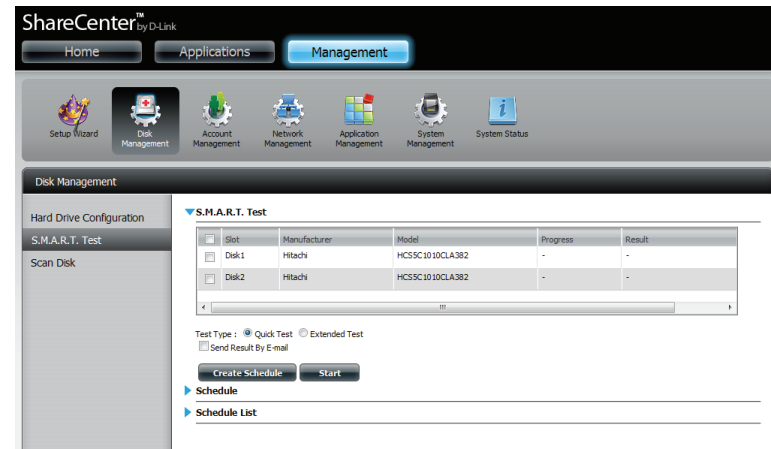 ShareCenter™ by D-Link
Home Applications Management
Setup Wizard Disk Management Account Management Network Management Application Management System Management System Status
Disk Management
Hard Drive Configuration
S.M.A.R.T. Test
Scan Disk
S.M.A.R.T. Test
Slot Manufacturer Model Progress Result
Disk1 Hitachi HCS5C1010CLA382 - -
Disk2 Hitachi HCS5C1010CLA382 - -
Test Type : Quick Test Extended Test
Send Result By E-mail
Create Schedule Start
Schedule
Schedule List